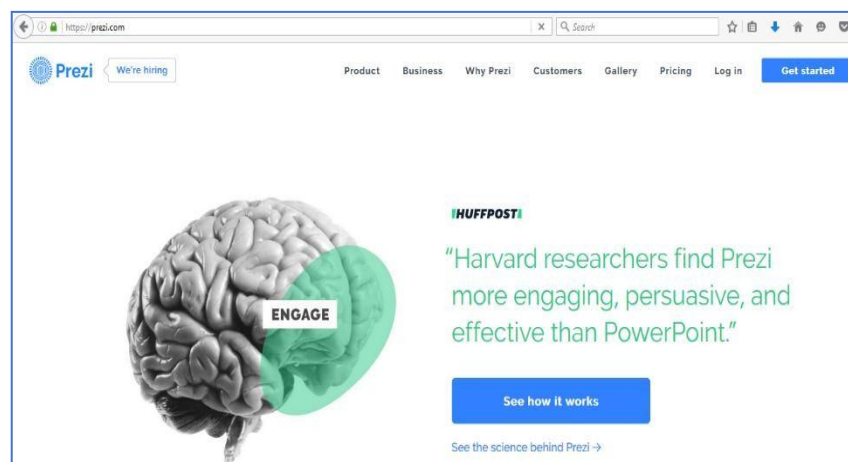 https://prezi.com
Search
Prezi
We're hiring
Product Business Why Prezi Customers Gallery Pricing Log in Get started
HUFFPOST
“Harvard researchers find Prezi
more engaging, persuasive, and
effective than PowerPoint.”
ENGAGE
See how it works
See the science behind Prezi →